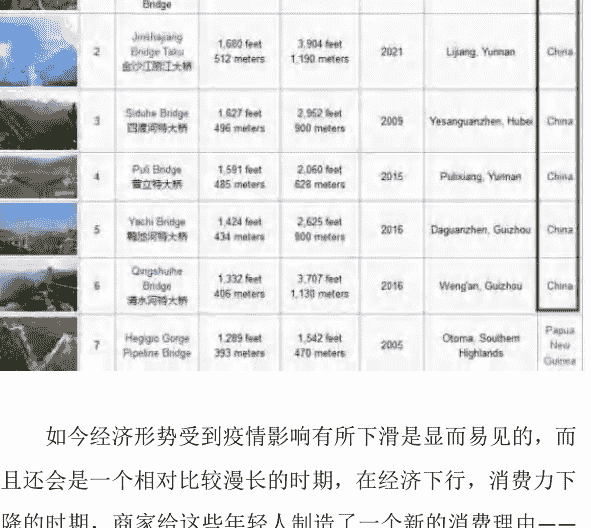 Bridge
2 Jinshajiang Bridge Taku 金沙江 1,680 feet 512 meters 3,904 feet 1,190 meters 2021 Lijiang, Yunnan China
3 Siduhe Bridge 四渡河特大桥 1,627 feet 496 meters 2,952 feet 900 meters 2009 Yesanguanzhen, Hubei China
4 Puli Bridge 普立特大桥 1,591 feet 485 meters 2,060 feet 628 meters 2015 Pulixiang, Yunnan China
5 Yachi Bridge 鸭池河特大桥 1,424 feet 434 meters 2,625 feet 800 meters 2016 Daguanzhen, Guizhou China
6 Qingshuihe Bridge 清水河特大桥 1,332 feet 406 meters 3,707 feet 1,130 meters 2016 Weng'an, Guizhou China
7 Hegigio Gorge Pipeline Bridge 1,289 feet 393 meters 1,542 feet 470 meters 2005 Otoma, Southern Highlands Papua New Guinea
如今经济形势受到疫情影响有所下滑是显而易见的，而
且还会是一个相对比较漫长的时期，在经济下行，消费力下
降的时期，商家给这些年轻人制造了一个新的消费理由——